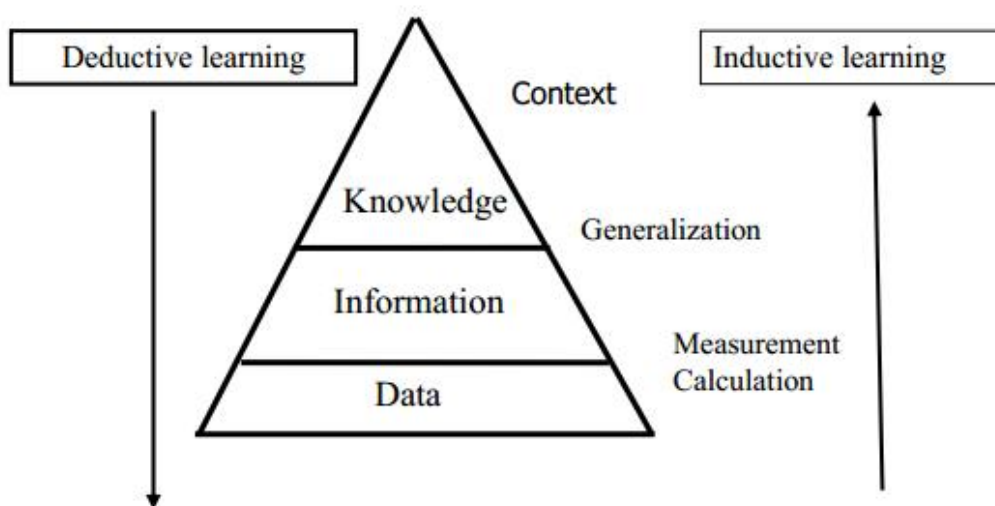 Deductive learning
Inductive learning
Context
Knowledge
Generalization
Information
Measurement
Calculation
Data